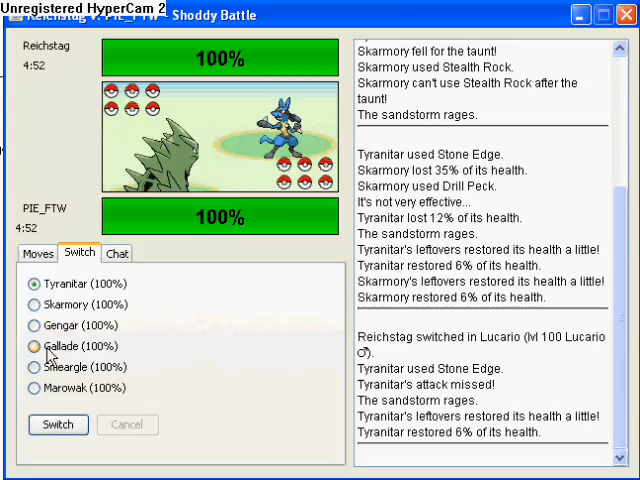 Unregistered HyperCam 2
Reichstag v. PIE_FTW - Shoddy Battle
Reichstag
4:52
100%
PIE_FTW
4:52
100%
Moves
Switch
Chat
Tyranitar (100%)
Skarmory (100%)
Gengar (100%)
Gallade (100%)
Smeargle (100%)
Marowak (100%)
Switch
Cancel
Skarmory fell for the taunt!
Skarmory used Stealth Rock.
Skarmory can't use Stealth Rock after the
taunt!
The sandstorm rages.
Tyranitar used Stone Edge.
Skarmory lost 35% of its health.
Skarmory used Drill Peck.
It's not very effective...
Tyranitar lost 12% of its health.
The sandstorm rages.
Tyranitar's leftovers restored its health a little!
Tyranitar restored 6% of its health.
Skarmory's leftovers restored its health a little!
Skarmory restored 6% of its health.
Reichstag switched in Lucario (lvl 100 Lucario
♂).
Tyranitar used Stone Edge.
Tyranitar's attack missed!
The sandstorm rages.
Tyranitar's leftovers restored its health a little!
Tyranitar restored 6% of its health.